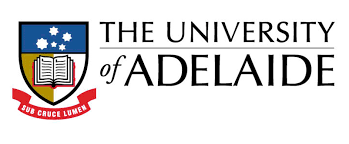 THE UNIVERSITY
of ADELAIDE
SUB CRUCE LUMEN